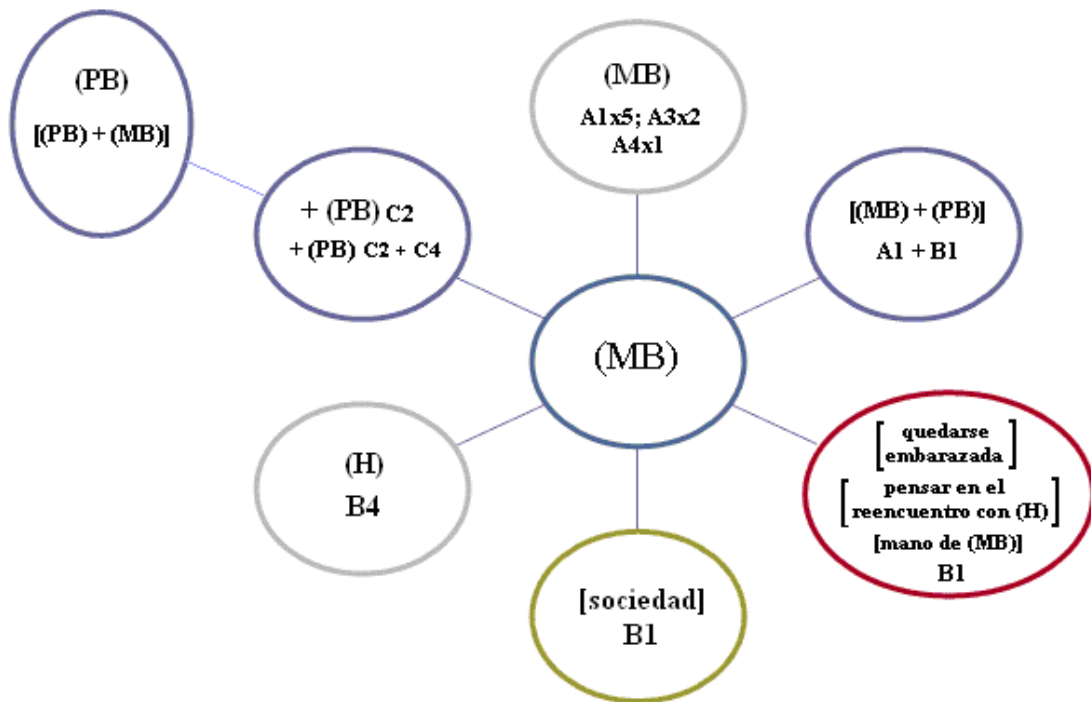 (PB)
[(PB) + (MB)]
(MB)
A1x5; A3x2
A4x1
+ (PB) C2
+ (PB) C2 + C4
[(MB) + (PB)]
A1 + B1
(MB)
(H)
B4
[quedarse
embarazada]
[pensar en el
reencuentro con (H)]
[mano de (MB)]
B1
[sociedad]
B1